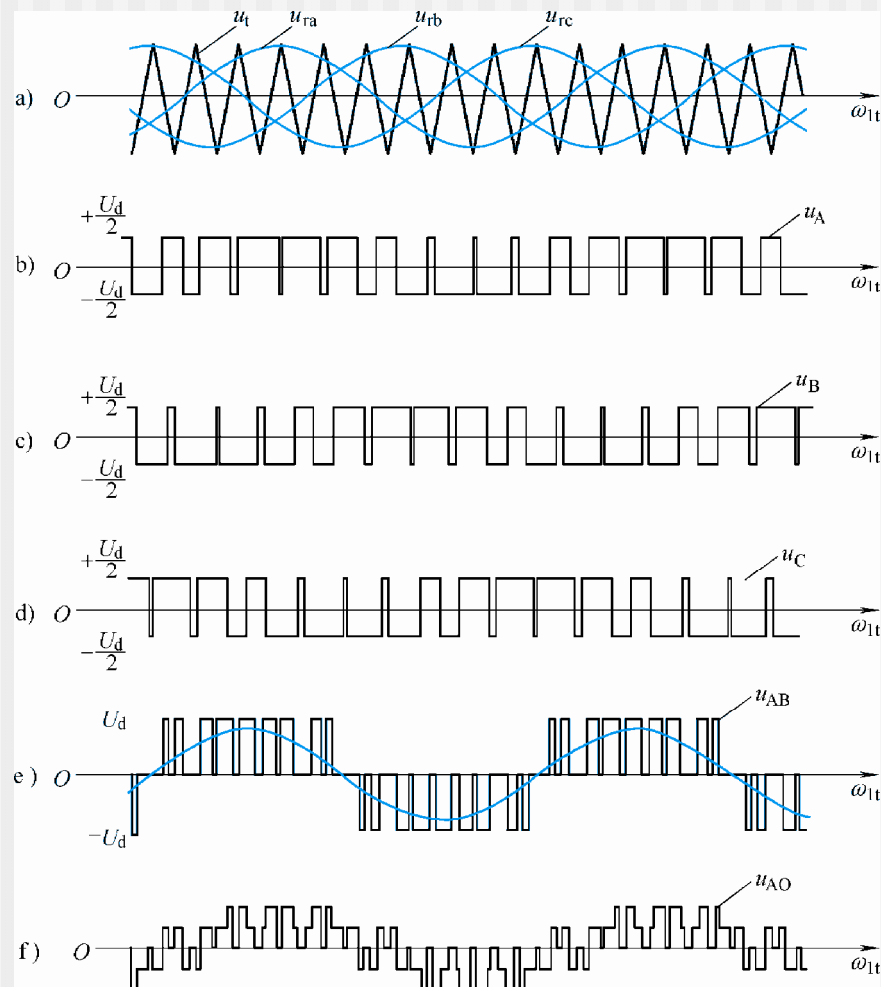 u_t u_ra u_rb u_rc
a) O ω_1t
+U_d/2 u_A
b) O ω_1t
−U_d/2
+U_d/2 u_B
c) O ω_1t
−U_d/2
+U_d/2 u_C
d) O ω_1t
−U_d/2
U_d u_AB
e) O ω_1t
−U_d
u_AO
f) O ω_1t